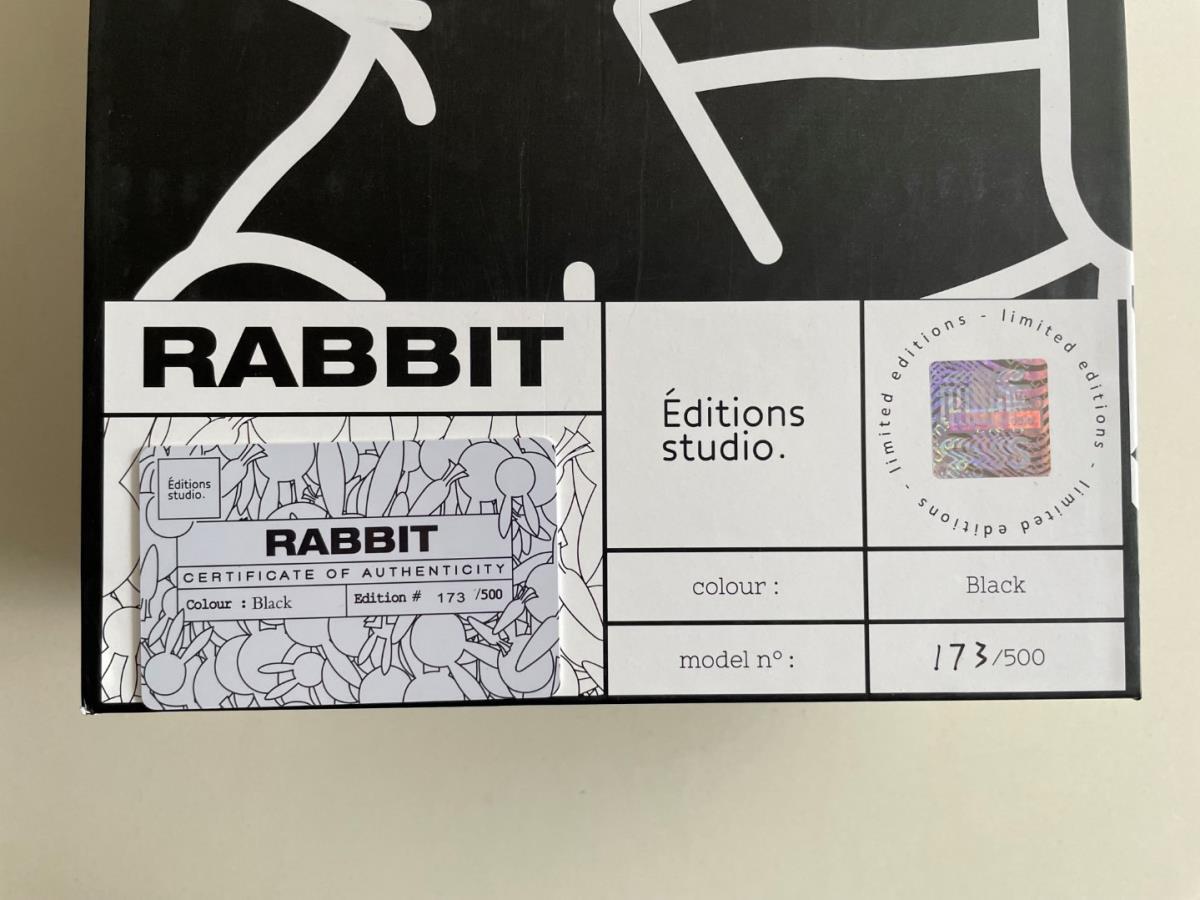 RABBIT
Éditions
studio.
RABBIT
CERTIFICATE OF AUTHENTICITY
Colour : Black
Edition # 173 /500
Éditions
studio.
limited editions - limited editions - limited editions -
colour :
Black
model nº :
173/500